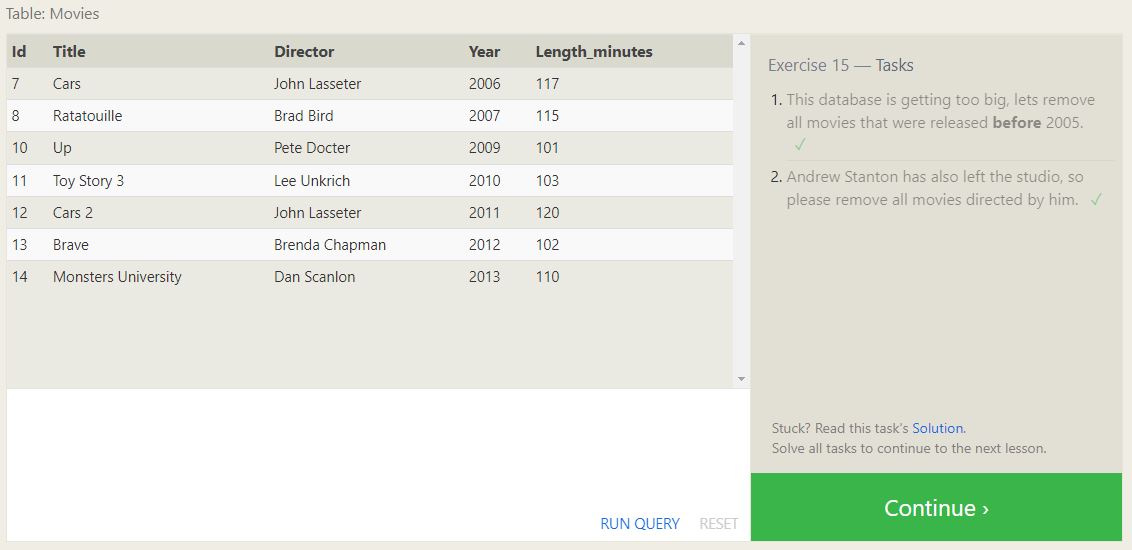 Table: Movies
Id Title Director Year Length_minutes
7 Cars John Lasseter 2006 117
8 Ratatouille Brad Bird 2007 115
10 Up Pete Docter 2009 101
11 Toy Story 3 Lee Unkrich 2010 103
12 Cars 2 John Lasseter 2011 120
13 Brave Brenda Chapman 2012 102
14 Monsters University Dan Scanlon 2013 110
RUN QUERY RESET
Exercise 15 — Tasks
1. This database is getting too big, lets remove
all movies that were released before 2005.
✓
2. Andrew Stanton has also left the studio, so
please remove all movies directed by him. ✓
Stuck? Read this task's Solution.
Solve all tasks to continue to the next lesson.
Continue ›